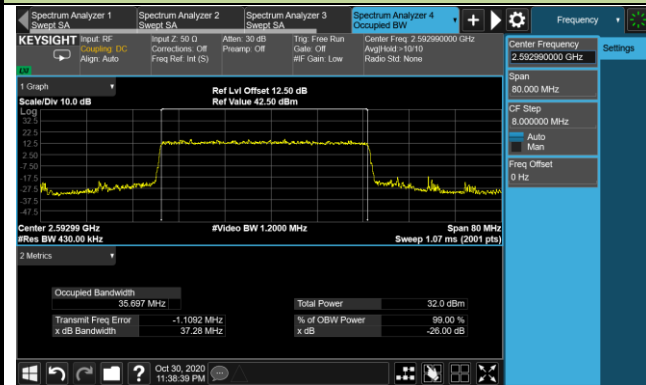 Spectrum Analyzer 1
Swept SA
Spectrum Analyzer 2
Swept SA
Spectrum Analyzer 3
Swept SA
Spectrum Analyzer 4
Occupied BW
Frequency
KEYSIGHT
Input: RF
Coupling: DC
Align: Auto
Input Z: 50 Ω
Corrections: Off
Freq Ref: Int (S)
Atten: 30 dB
Preamp: Off
Trig: Free Run
Gate: Off
#IF Gain: Low
Center Freq: 2.592990000 GHz
Avg|Hold:>10/10
Radio Std: None
1 Graph
Scale/Div 10.0 dB
Ref Lvl Offset 12.50 dB
Ref Value 42.50 dBm
Log
32.5
22.5
12.5
2.50
-7.50
-17.5
-27.5
-37.5
-47.5
Center 2.59299 GHz
#Res BW 430.00 kHz
#Video BW 1.2000 MHz
Span 80 MHz
Sweep 1.07 ms (2001 pts)
2 Metrics
Occupied Bandwidth
35.697 MHz
Total Power 32.0 dBm
Transmit Freq Error -1.1092 MHz
% of OBW Power 99.00 %
x dB Bandwidth 37.28 MHz
x dB -26.00 dB
Center Frequency
2.592990000 GHz
Settings
Span
80.000 MHz
CF Step
8.000000 MHz
Auto
Man
Freq Offset
0 Hz
?
Oct 30, 2020
11:38:39 PM